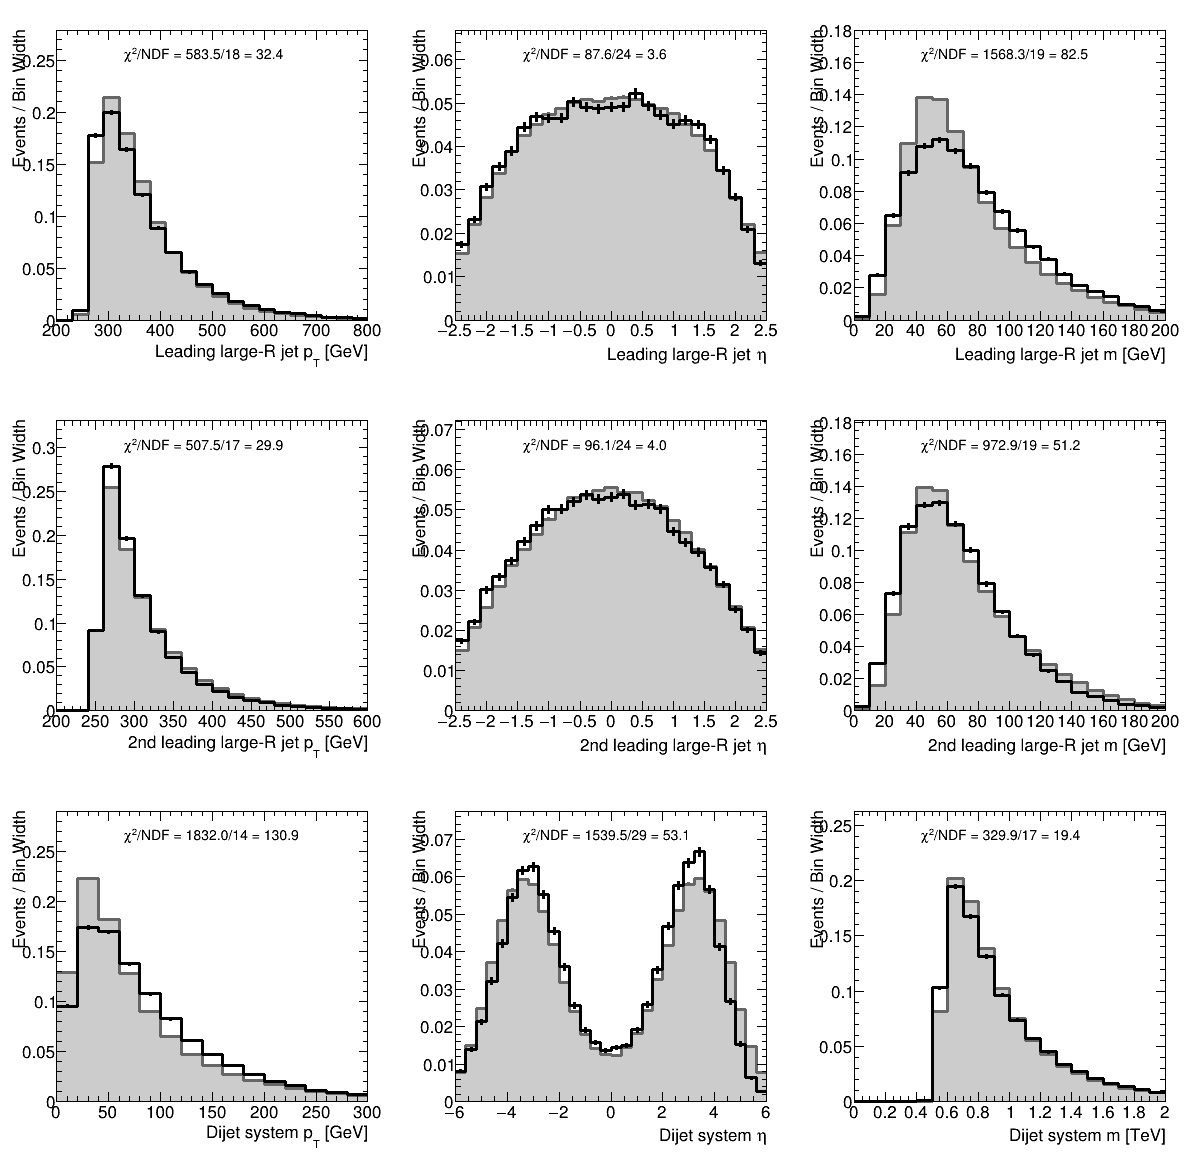 Events / Bin Width
χ²/NDF = 583.5/18 = 32.4
0.25
0.2
0.15
0.1
0.05
200 300 400 500 600 700 800
Leading large-R jet p_T [GeV]
Events / Bin Width
χ²/NDF = 87.6/24 = 3.6
0.06
0.05
0.04
0.03
0.02
0.01
0
−2.5 −2 −1.5 −1 −0.5 0 0.5 1 1.5 2 2.5
Leading large-R jet η
Events / Bin Width
χ²/NDF = 1568.3/19 = 82.5
0.18
0.16
0.14
0.12
0.1
0.08
0.06
0.04
0.02
0
0 20 40 60 80 100 120 140 160 180 200
Leading large-R jet m [GeV]
Events / Bin Width
χ²/NDF = 507.5/17 = 29.9
0.3
0.25
0.2
0.15
0.1
0.05
0
200 250 300 350 400 450 500 550 600
2nd leading large-R jet p_T [GeV]
Events / Bin Width
χ²/NDF = 96.1/24 = 4.0
0.07
0.06
0.05
0.04
0.03
0.02
0.01
0
−2.5 −2 −1.5 −1 −0.5 0 0.5 1 1.5 2 2.5
2nd leading large-R jet η
Events / Bin Width
χ²/NDF = 972.9/19 = 51.2
0.18
0.16
0.14
0.12
0.1
0.08
0.06
0.04
0.02
0
0 20 40 60 80 100 120 140 160 180 200
2nd leading large-R jet m [GeV]
Events / Bin Width
χ²/NDF = 1832.0/14 = 130.9
0.25
0.2
0.15
0.1
0.05
0
0 50 100 150 200 250 300
Dijet system p_T [GeV]
Events / Bin Width
χ²/NDF = 1539.5/29 = 53.1
0.07
0.06
0.05
0.04
0.03
0.02
0.01
0
−6 −4 −2 0 2 4 6
Dijet system η
Events / Bin Width
χ²/NDF = 329.9/17 = 19.4
0.25
0.2
0.15
0.1
0.05
0
0 0.2 0.4 0.6 0.8 1 1.2 1.4 1.6 1.8 2
Dijet system m [TeV]